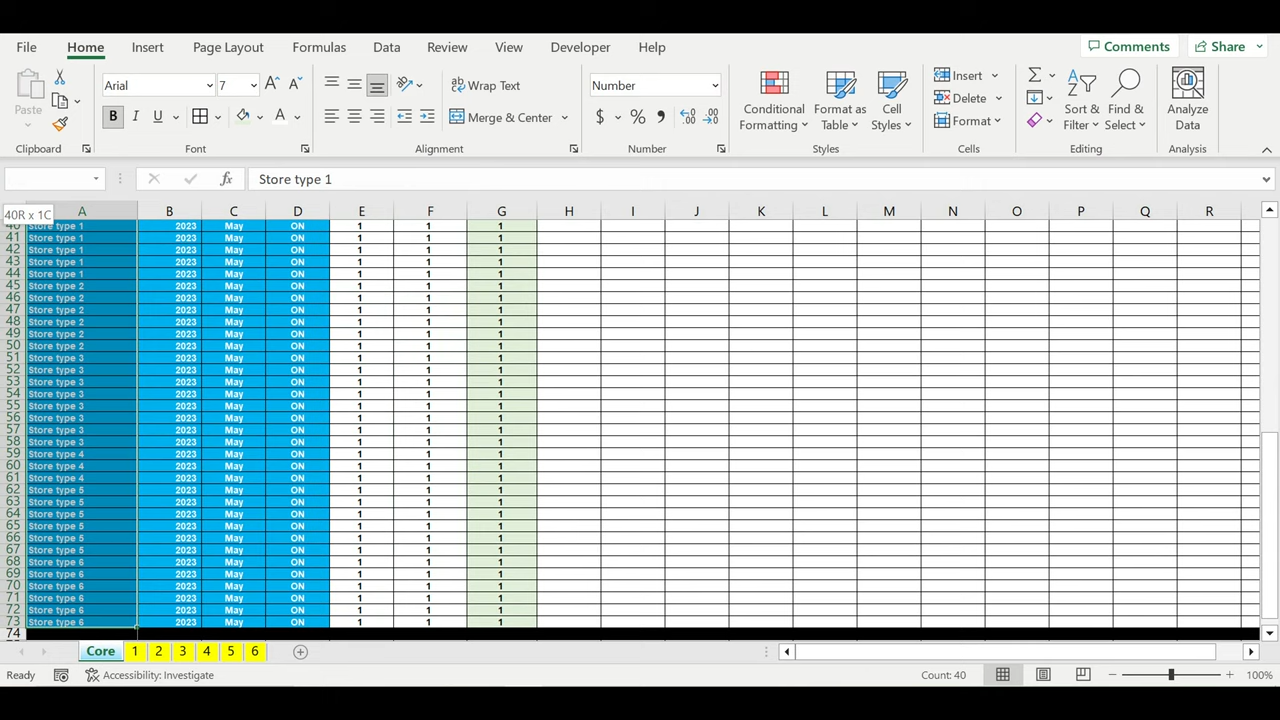 File Home Insert Page Layout Formulas Data Review View Developer Help Comments Share
Paste
Clipboard
Arial 7
B I U
Font
Wrap Text
Merge & Center
Alignment
Number
$ % 9
Number
Conditional Formatting
Format as Table
Cell Styles
Styles
Insert
Delete
Format
Cells
Sort & Filter
Find & Select
Editing
Analyze Data
Analysis
fx Store type 1
40R x 1C
A B C D E F G H I J K L M N O P Q R
40 Store type 1 2023 May ON 1 1 1
41 Store type 1 2023 May ON 1 1 1
42 Store type 1 2023 May ON 1 1 1
43 Store type 1 2023 May ON 1 1 1
44 Store type 1 2023 May ON 1 1 1
45 Store type 2 2023 May ON 1 1 1
46 Store type 2 2023 May ON 1 1 1
47 Store type 2 2023 May ON 1 1 1
48 Store type 2 2023 May ON 1 1 1
49 Store type 2 2023 May ON 1 1 1
50 Store type 2 2023 May ON 1 1 1
51 Store type 3 2023 May ON 1 1 1
52 Store type 3 2023 May ON 1 1 1
53 Store type 3 2023 May ON 1 1 1
54 Store type 3 2023 May ON 1 1 1
55 Store type 3 2023 May ON 1 1 1
56 Store type 3 2023 May ON 1 1 1
57 Store type 3 2023 May ON 1 1 1
58 Store type 3 2023 May ON 1 1 1
59 Store type 4 2023 May ON 1 1 1
60 Store type 4 2023 May ON 1 1 1
61 Store type 4 2023 May ON 1 1 1
62 Store type 5 2023 May ON 1 1 1
63 Store type 5 2023 May ON 1 1 1
64 Store type 5 2023 May ON 1 1 1
65 Store type 5 2023 May ON 1 1 1
66 Store type 5 2023 May ON 1 1 1
67 Store type 5 2023 May ON 1 1 1
68 Store type 6 2023 May ON 1 1 1
69 Store type 6 2023 May ON 1 1 1
70 Store type 6 2023 May ON 1 1 1
71 Store type 6 2023 May ON 1 1 1
72 Store type 6 2023 May ON 1 1 1
73 Store type 6 2023 May ON 1 1 1
74
Core 1 2 3 4 5 6
Ready Accessibility: Investigate Count: 40 100%